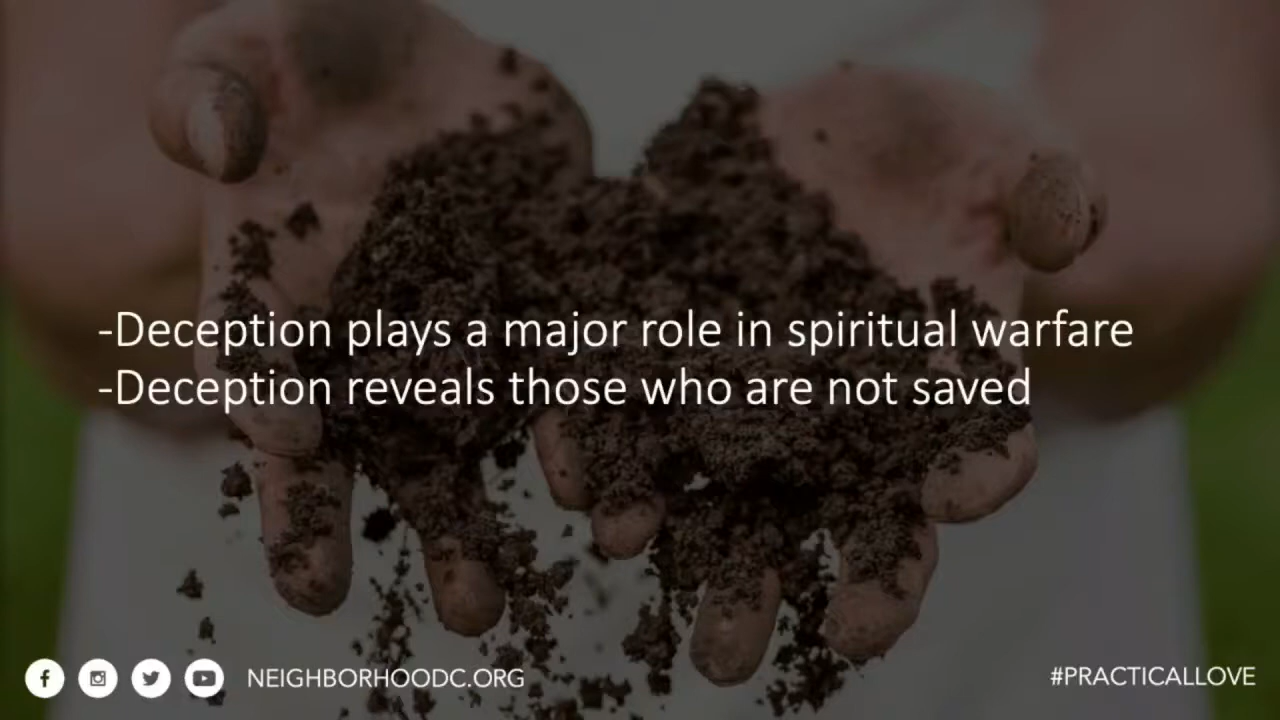 -Deception plays a major role in spiritual warfare
-Deception reveals those who are not saved
NEIGHBORHOODC.ORG
#PRACTICALLOVE